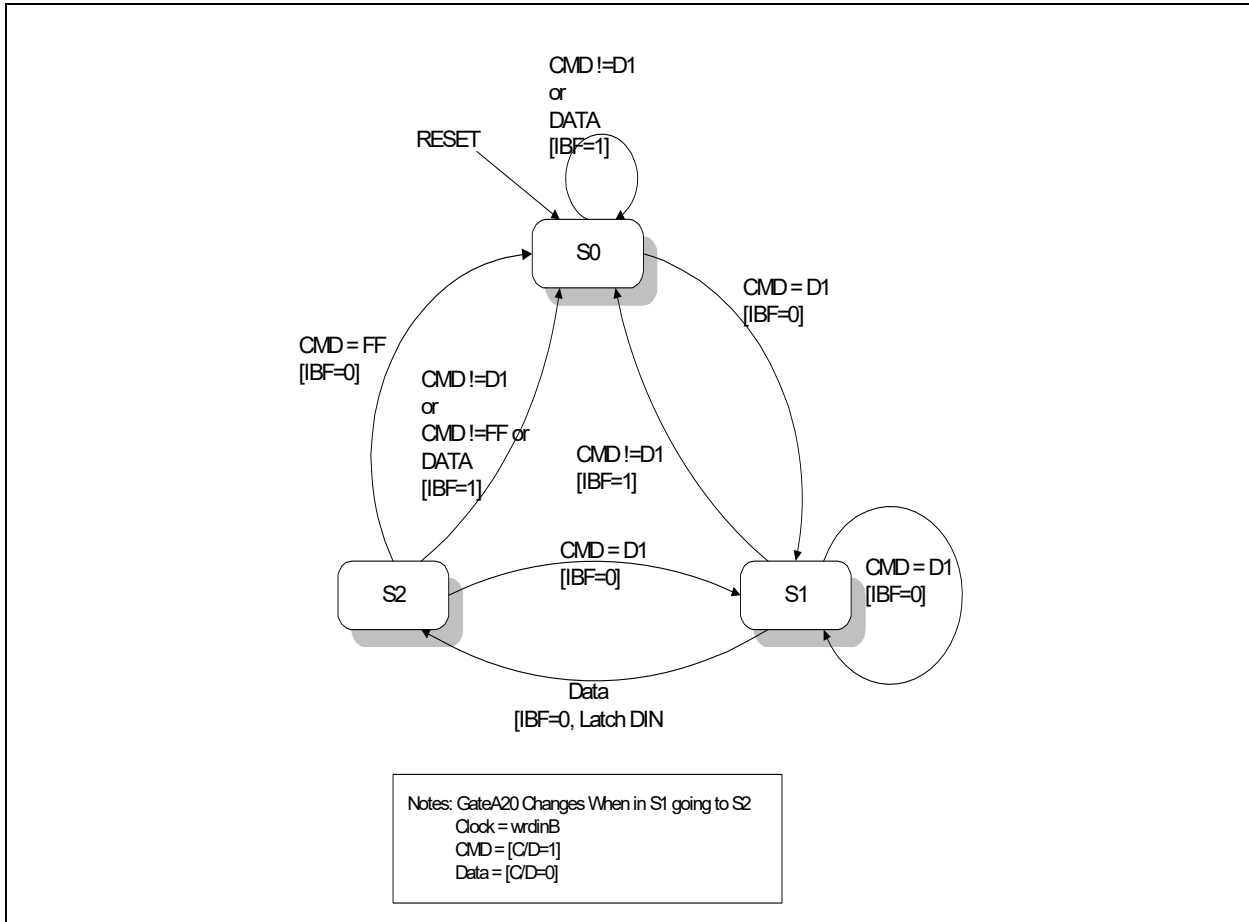 CMD !=D1
or
DATA
[IBF=1]
RESET
S0
CMD = D1
[IBF=0]
CMD = FF
[IBF=0]
CMD !=D1
or
CMD !=FF or
DATA
[IBF=1]
CMD !=D1
[IBF=1]
CMD = D1
[IBF=0]
CMD = D1
[IBF=0]
S2
S1
Data
[IBF=0, Latch DIN
Notes: GateA20 Changes When in S1 going to S2
Clock = wrdinB
CMD = [C/D=1]
Data = [C/D=0]